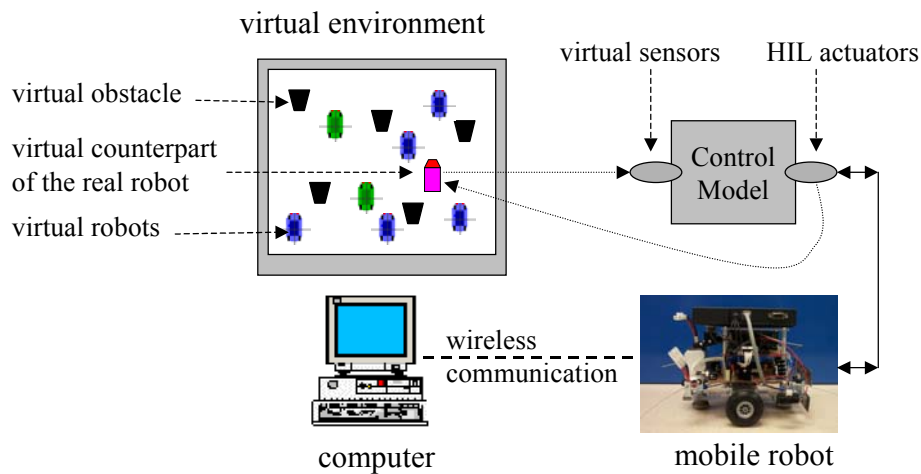 virtual environment
virtual sensors
HIL actuators
virtual obstacle
virtual counterpart
of the real robot
virtual robots
Control
Model
wireless
communication
computer
mobile robot